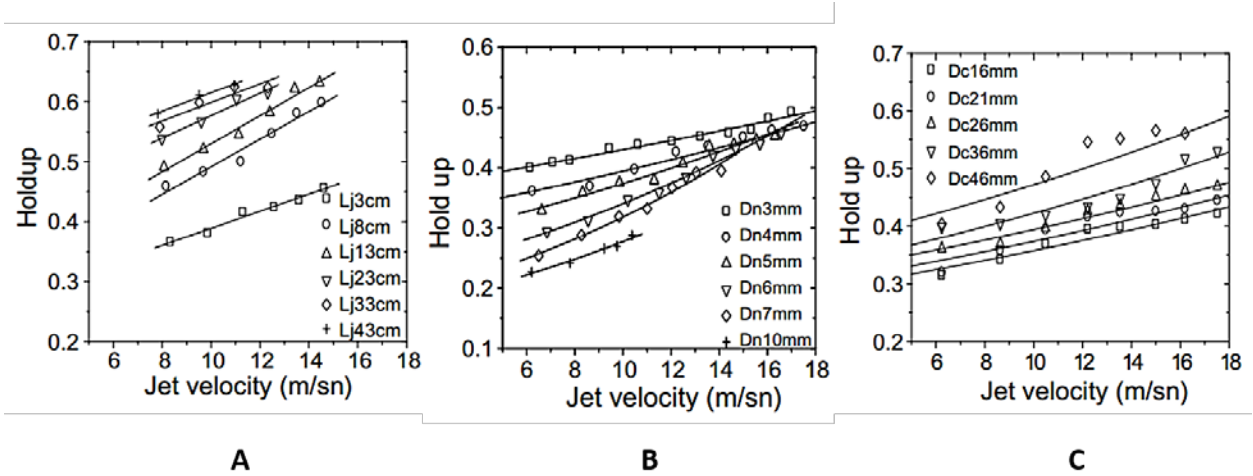 0.7
0.6
0.5
0.4
0.3
0.2
Holdup
6 8 10 12 14 16 18
Jet velocity (m/sn)
Lj3cm
Lj8cm
Lj13cm
Lj23cm
Lj33cm
Lj43cm
A
0.6
0.5
0.4
0.3
0.2
0.1
Hold up
6 8 10 12 14 16 18
Jet velocity (m/sn)
Dn3mm
Dn4mm
Dn5mm
Dn6mm
Dn7mm
Dn10mm
B
0.7
0.6
0.5
0.4
0.3
0.2
Hold up
6 8 10 12 14 16 18
Jet velocity (m/sn)
Dc16mm
Dc21mm
Dc26mm
Dc36mm
Dc46mm
C